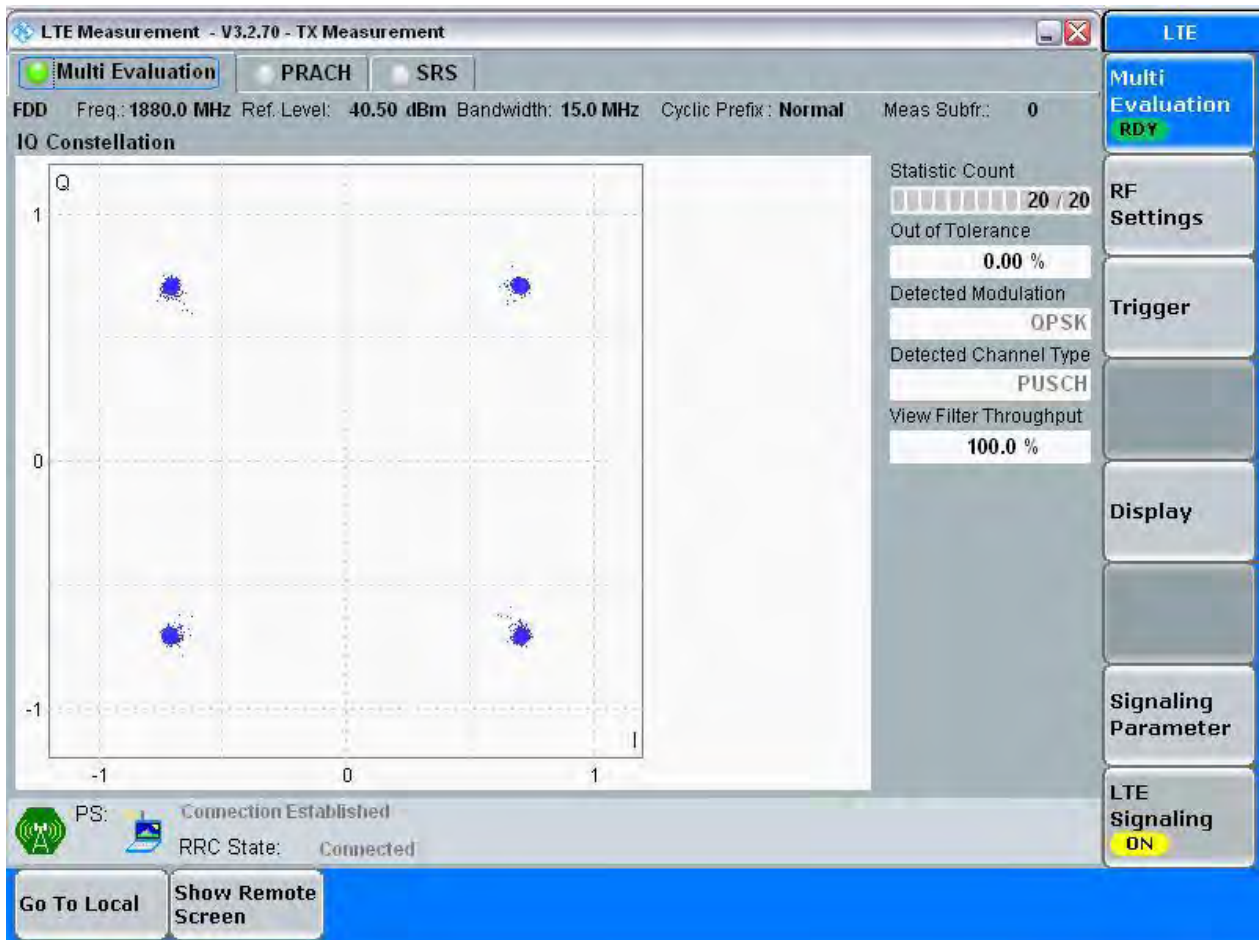 LTE Measurement - V3.2.70 - TX Measurement
LTE
Multi Evaluation PRACH SRS
FDD Freq.: 1880.0 MHz Ref. Level: 40.50 dBm Bandwidth: 15.0 MHz Cyclic Prefix : Normal Meas Subfr.: 0
IQ Constellation
Q
1
0
-1
I
-1 0 1
Statistic Count
20 / 20
Out of Tolerance
0.00 %
Detected Modulation
QPSK
Detected Channel Type
PUSCH
View Filter Throughput
100.0 %
Multi
Evaluation
RDY
RF
Settings
Trigger
Display
Signaling
Parameter
LTE
Signaling
ON
PS: Connection Established
RRC State: Connected
Go To Local
Show Remote
Screen